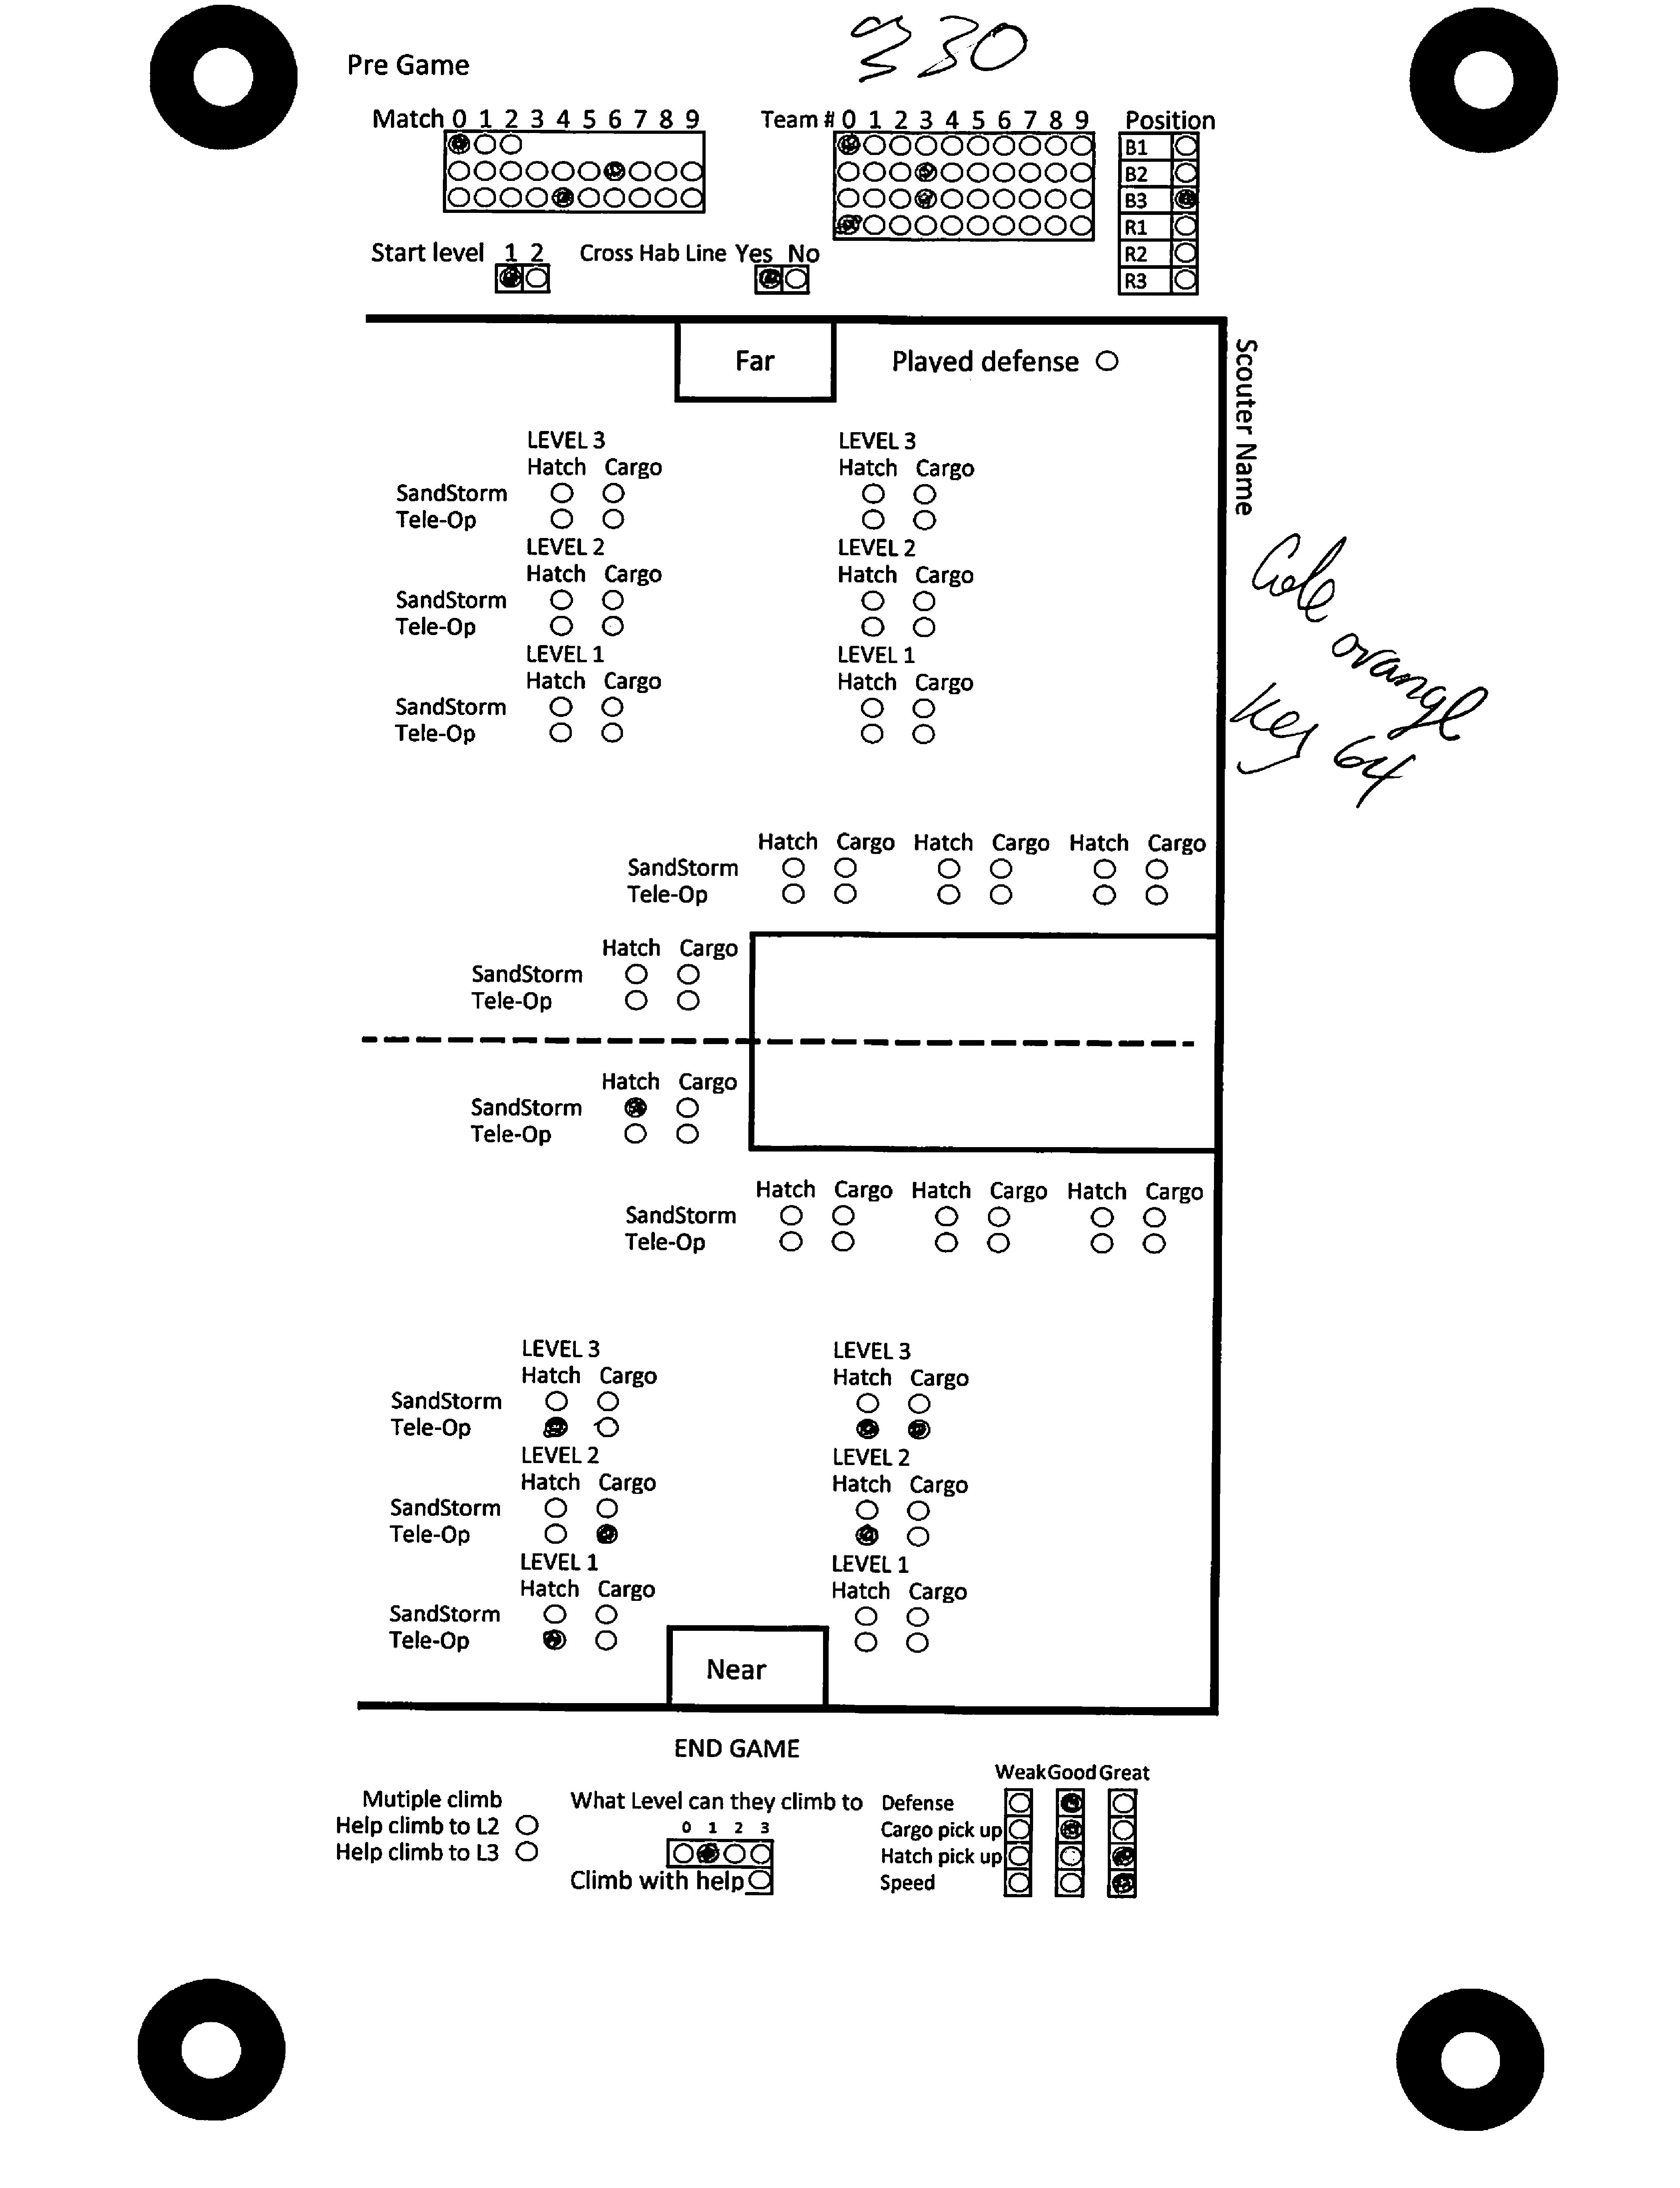 330
Pre Game
Match 0 1 2 3 4 5 6 7 8 9
Team # 0 1 2 3 4 5 6 7 8 9
Position
B1
B2
B3
R1
R2
R3
Start level 1 2
Cross Hab Line Yes No
Far
Played defense
Scouter Name
Cole orange
Key 64
LEVEL 3 LEVEL 3
Hatch Cargo Hatch Cargo
SandStorm
Tele-Op
LEVEL 2 LEVEL 2
Hatch Cargo Hatch Cargo
SandStorm
Tele-Op
LEVEL 1 LEVEL 1
Hatch Cargo Hatch Cargo
SandStorm
Tele-Op
Hatch Cargo Hatch Cargo Hatch Cargo
SandStorm
Tele-Op
Hatch Cargo
SandStorm
Tele-Op
Hatch Cargo
SandStorm
Tele-Op
Hatch Cargo Hatch Cargo Hatch Cargo
SandStorm
Tele-Op
LEVEL 3 LEVEL 3
Hatch Cargo Hatch Cargo
SandStorm
Tele-Op
LEVEL 2 LEVEL 2
Hatch Cargo Hatch Cargo
SandStorm
Tele-Op
LEVEL 1 LEVEL 1
Hatch Cargo Hatch Cargo
SandStorm
Tele-Op
Near
END GAME
Mutiple climb
Help climb to L2
Help climb to L3
What Level can they climb to
0 1 2 3
Climb with help
Weak Good Great
Defense
Cargo pick up
Hatch pick up
Speed